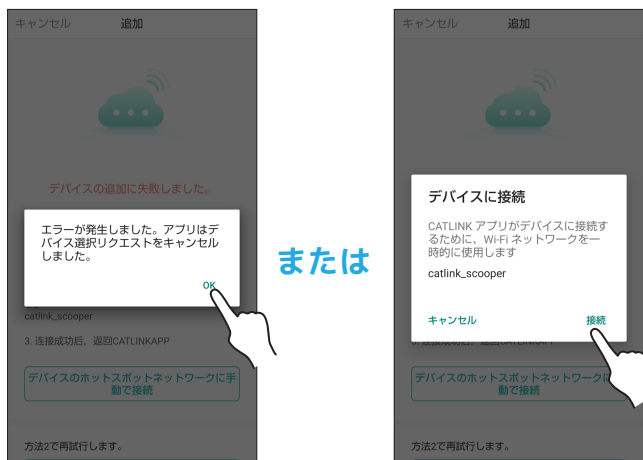 キャンセル 追加
デバイスの追加に失敗しました。
エラーが発生しました。アプリはデ
バイス選択リクエストをキャンセル
しました。
OK
catlink_scooper
3. 连接成功后，返回CATLINKAPP
デバイスのホットスポットネットワークに手
動で接続
方法2で再試行します。
または
キャンセル 追加
デバイスに接続
CATLINK アプリがデバイスに接続す
るために、Wi-Fi ネットワークを一
時的に使用します
catlink_scooper
キャンセル 接続
デバイスのホットスポットネットワークに
動で接続
方法2で再試行します。